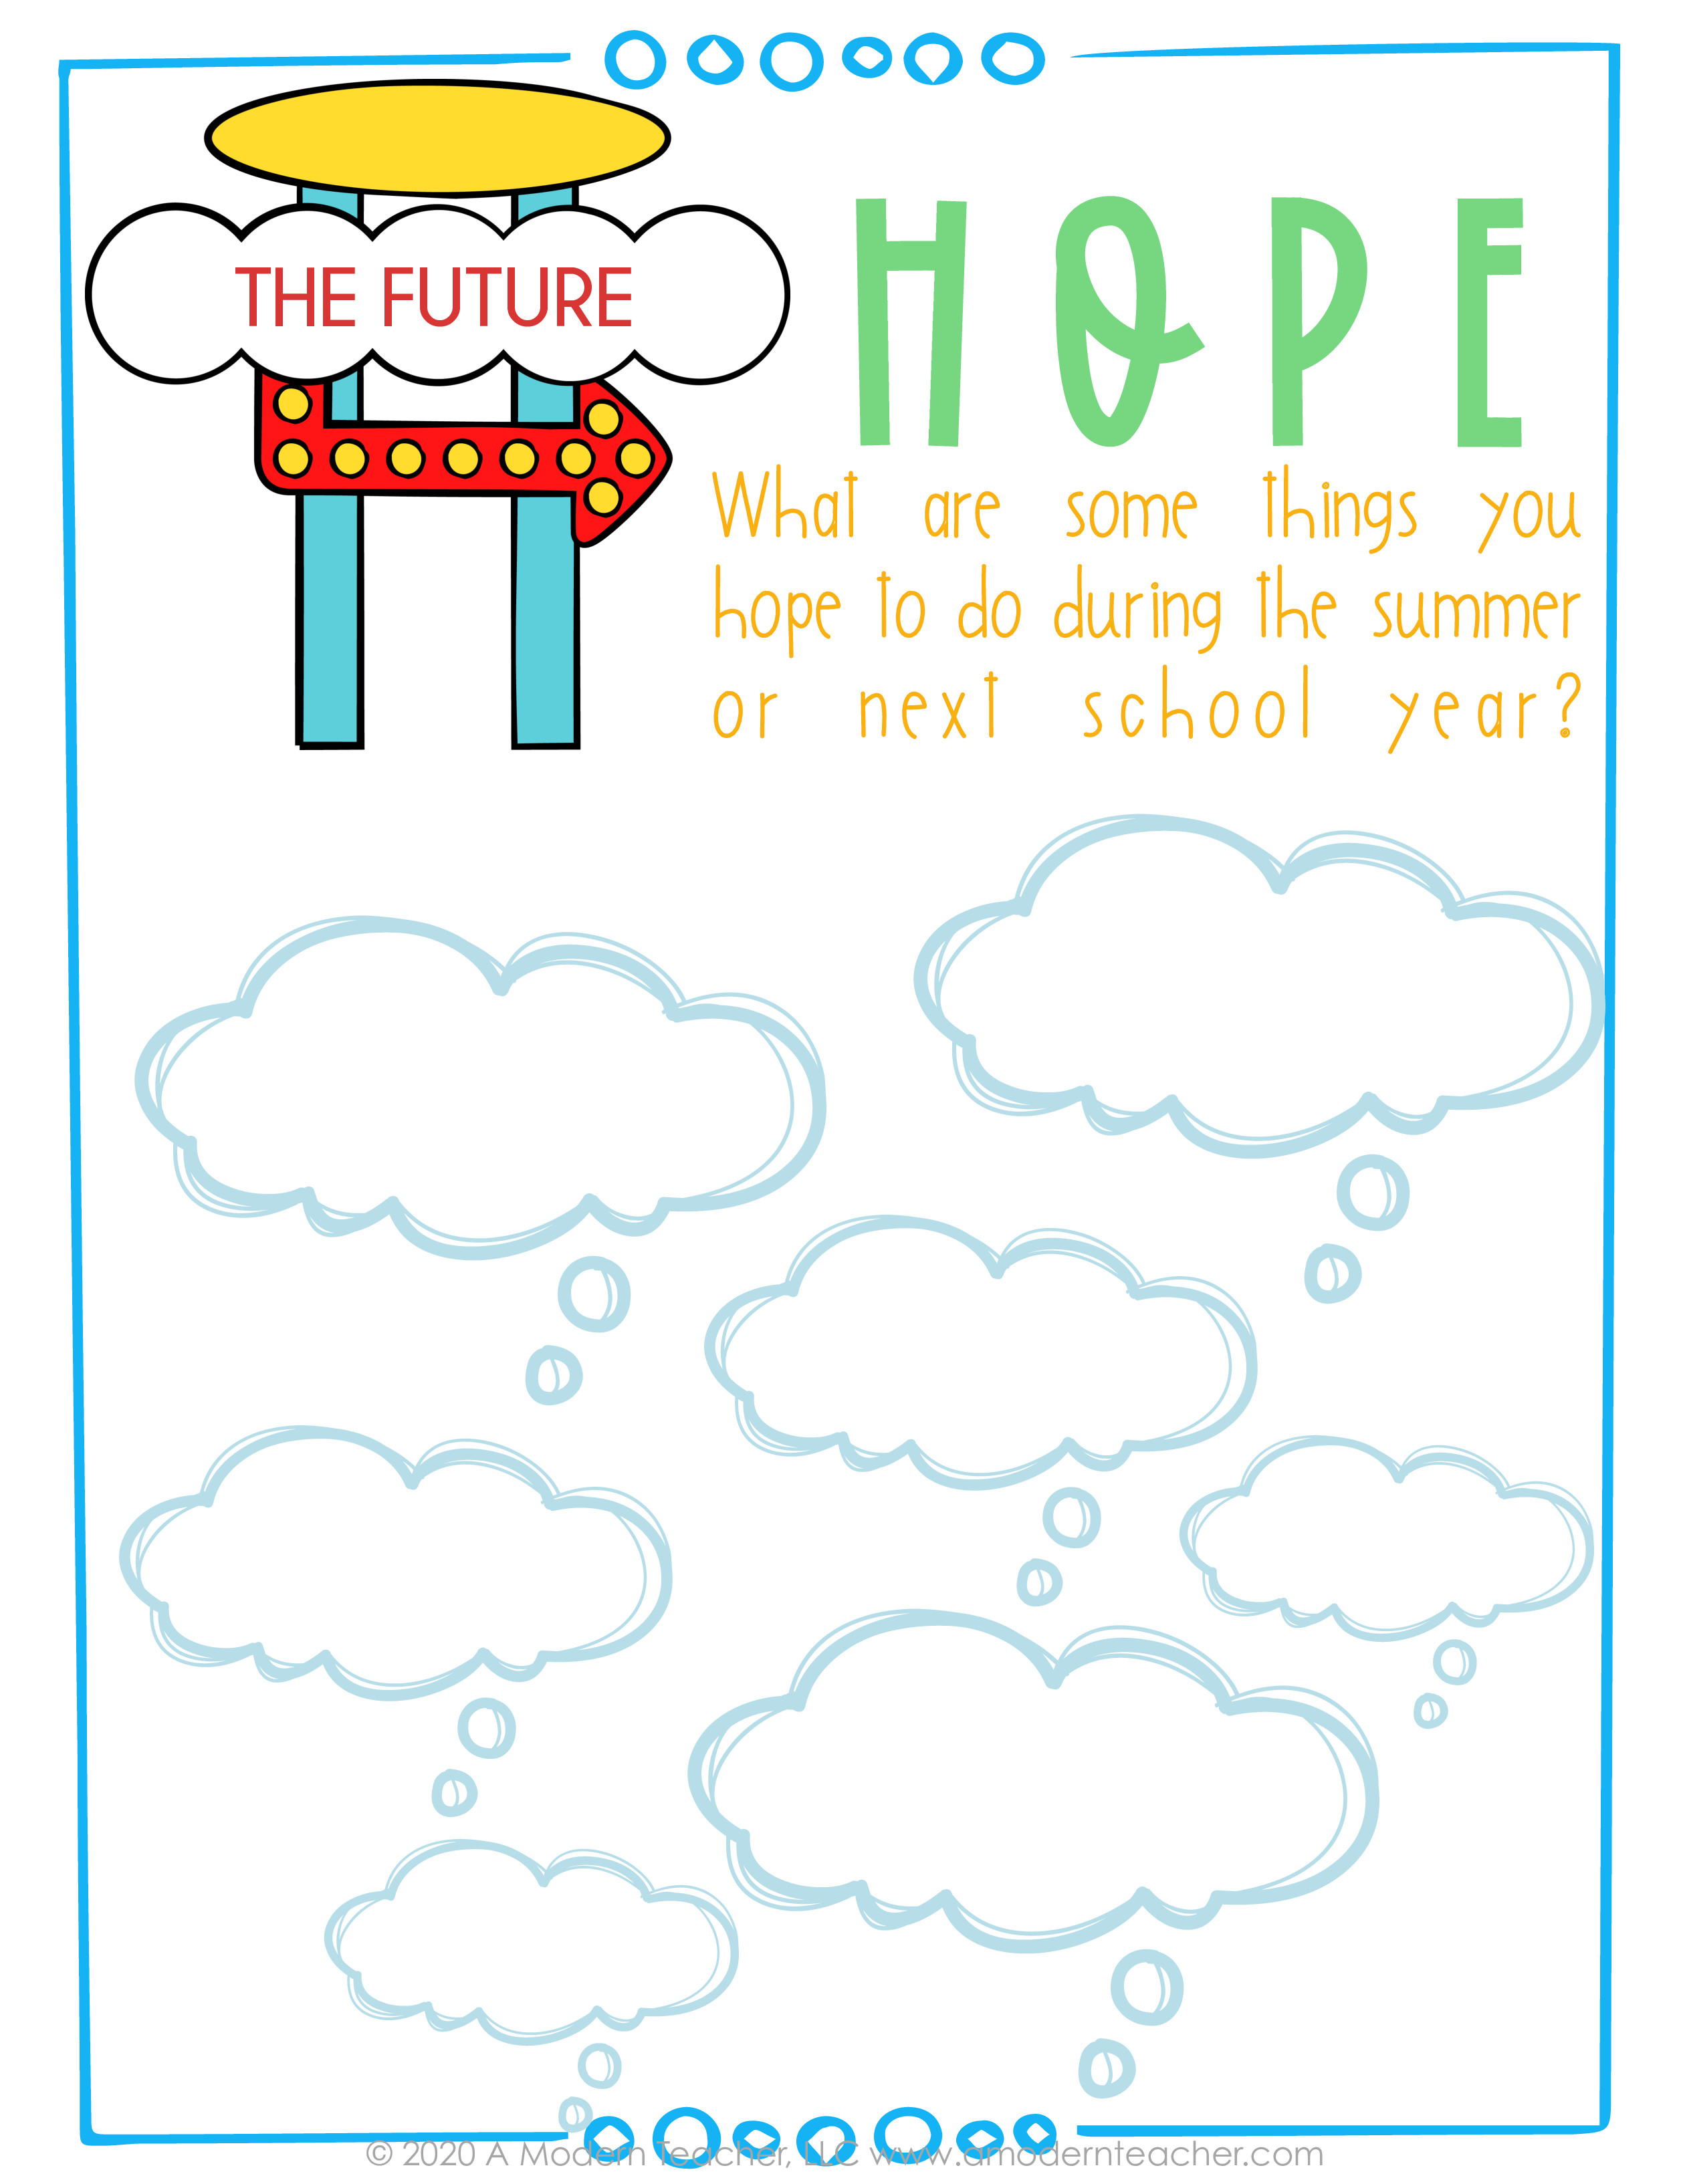 THE FUTURE
HOPE
What are some things you
hope to do during the summer
or next school year?
© 2020 A Modern Teacher, LLC www.amodernteacher.com